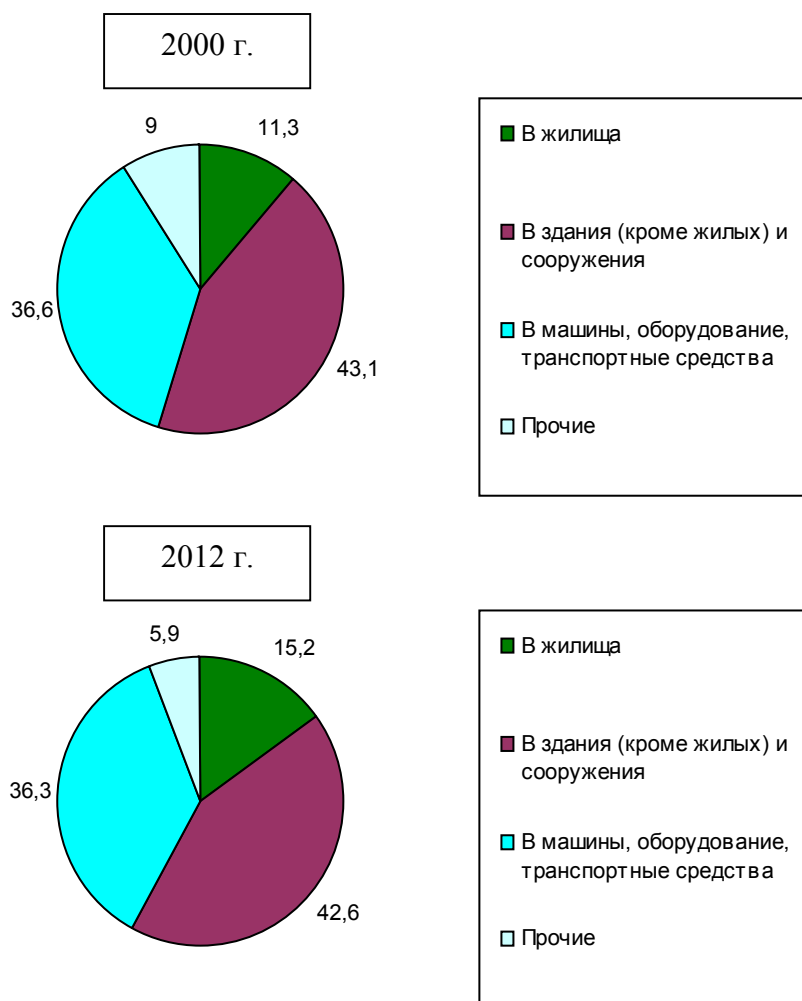 2000 г.
9
11,3
36,6
43,1
В жилища
В здания (кроме жилых) и
сооружения
В машины, оборудование,
транспортные средства
Прочие
2012 г.
5,9
15,2
36,3
42,6
В жилища
В здания (кроме жилых) и
сооружения
В машины, оборудование,
транспортные средства
Прочие